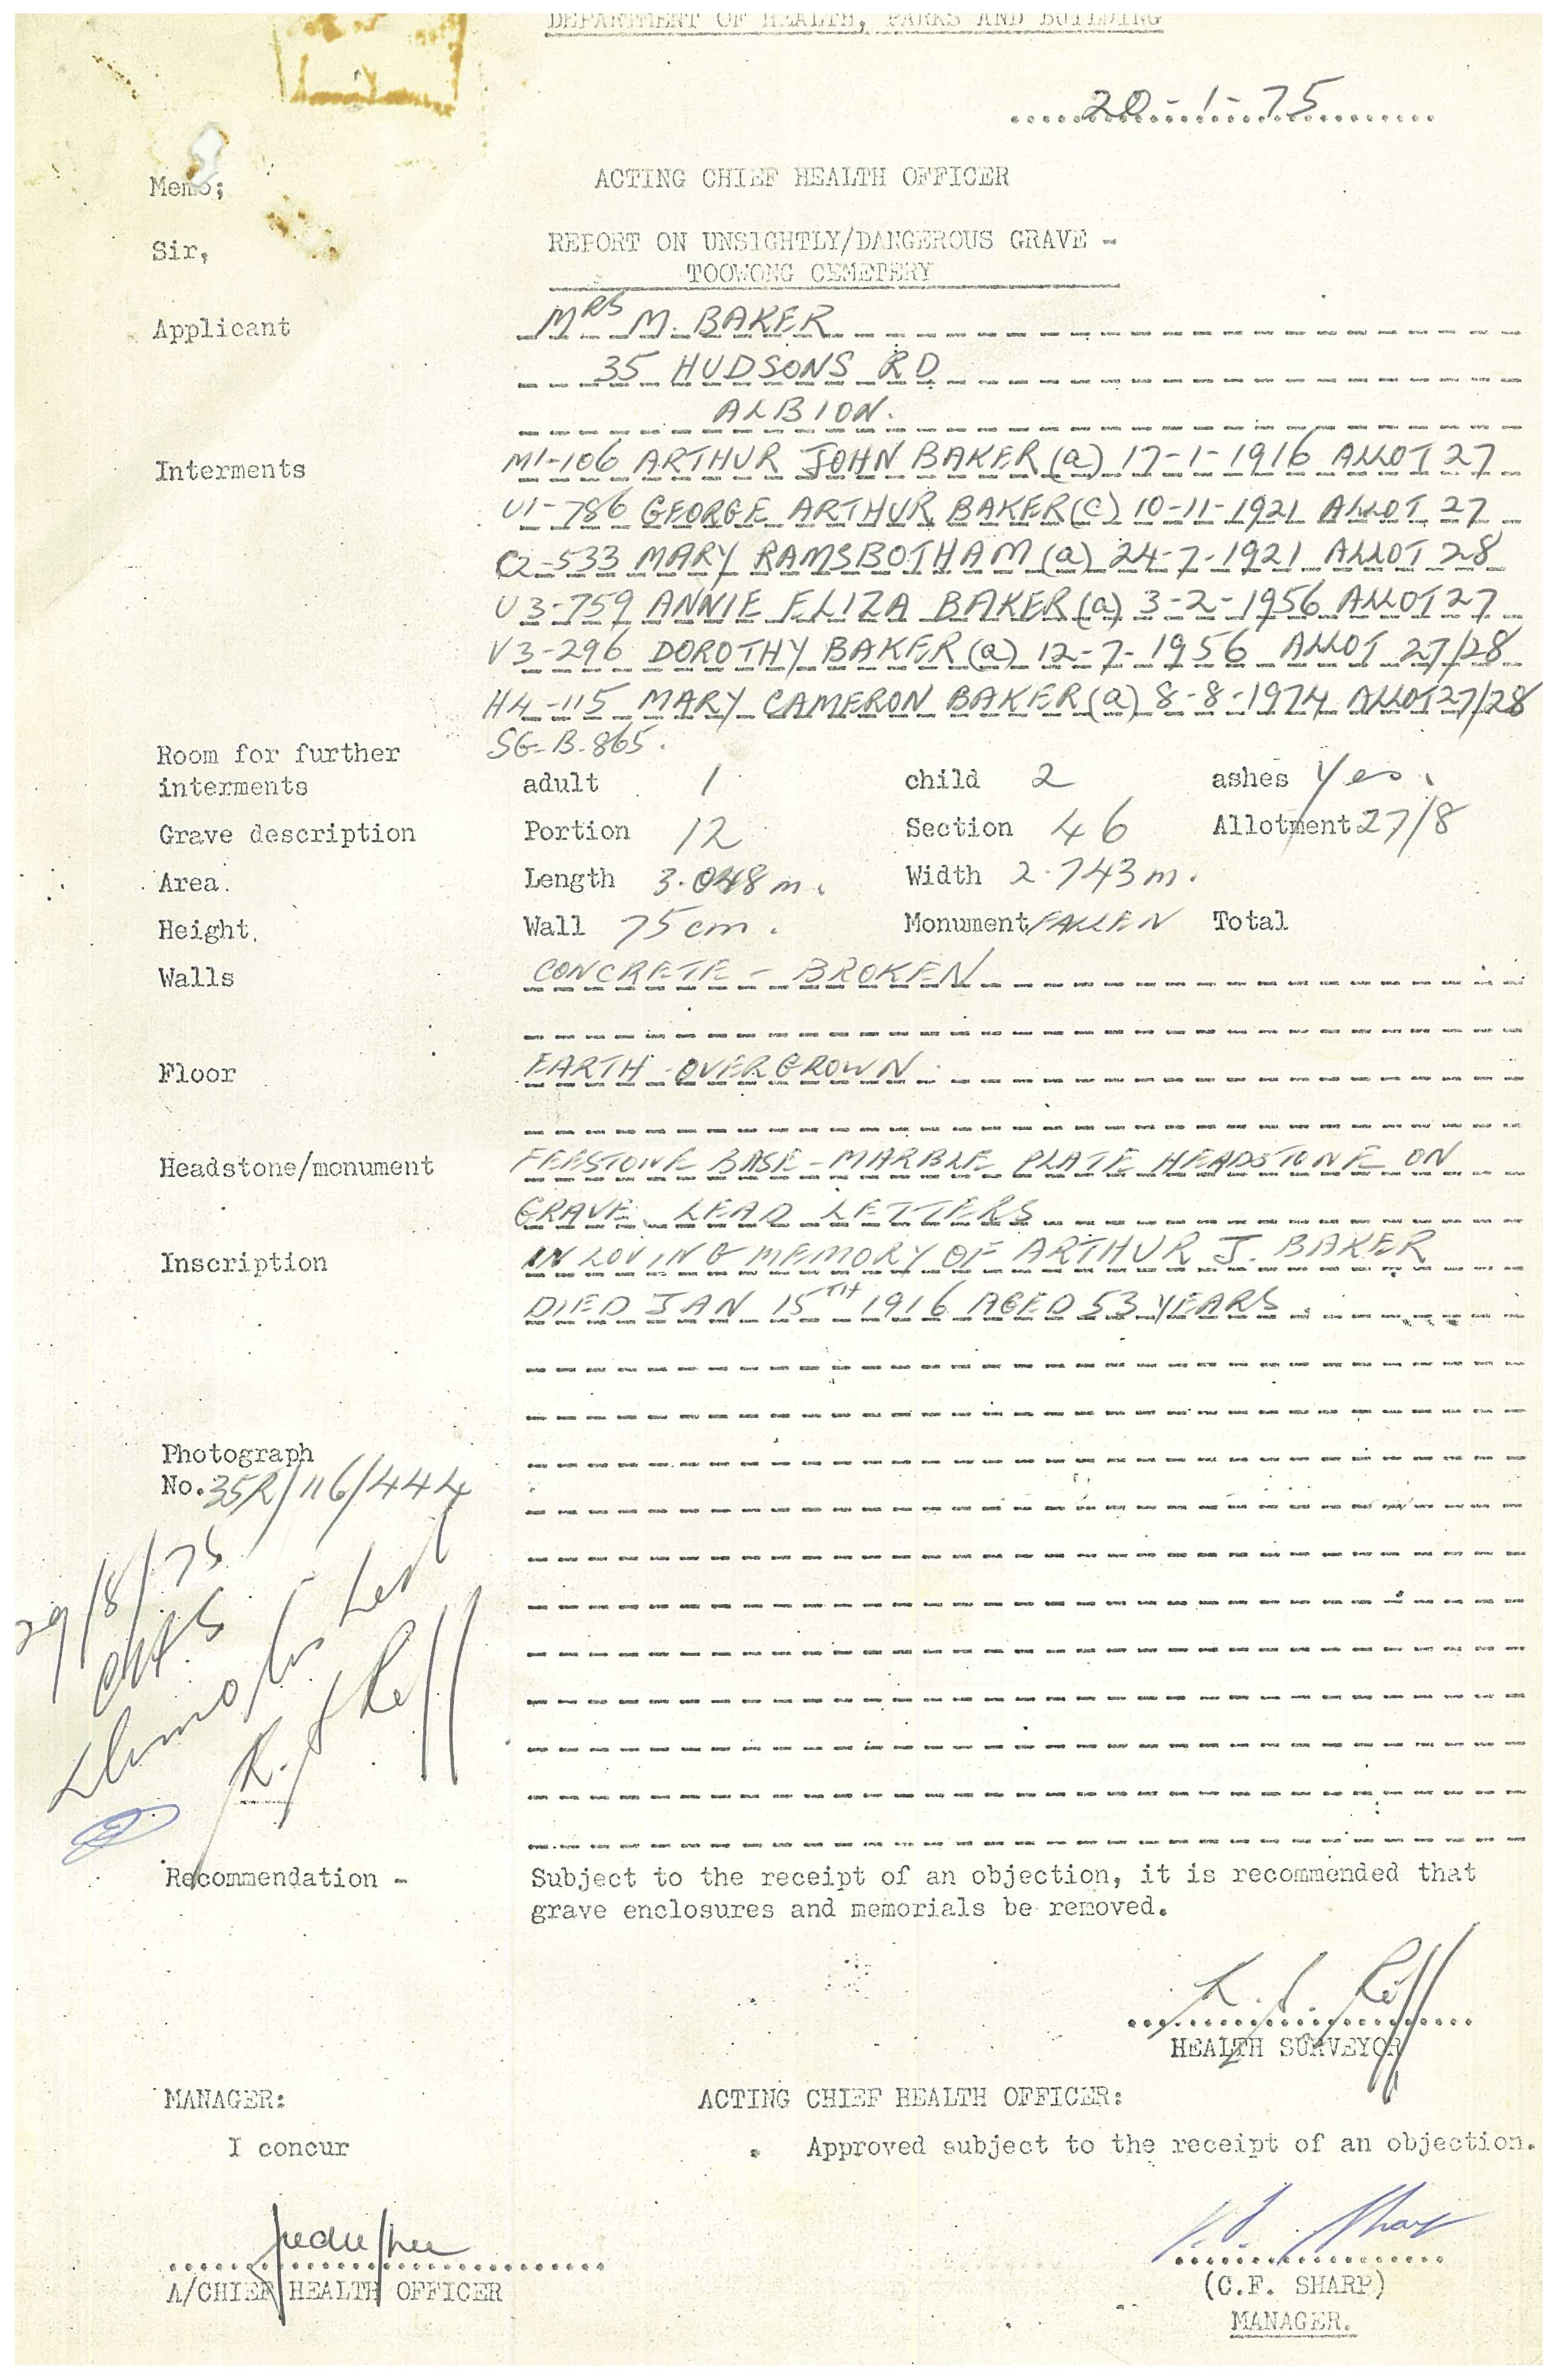 DEPARTMENT OF HEALTH, PARKS AND BUILDING
20-1-75
Memo; ACTING CHIEF HEALTH OFFICER
Sir, REPORT ON UNSIGHTLY/DANGEROUS GRAVE -
TOOWONG CEMETERY
Applicant MRS M. BAKER
35 HUDSONS RD
ALBION.
Interments M1-106 ARTHUR JOHN BAKER (a) 17-1-1916 ALLOT 27
U1-786 GEORGE ARTHUR BAKER (C) 10-11-1921 ALLOT 27
Q2-533 MARY RAMSBOTHAM (a) 24-7-1921 ALLOT 28
U3-759 ANNIE ELIZA BAKER (a) 3-2-1956 ALLOT 27
V3-296 DOROTHY BAKER (a) 12-7-1956 ALLOT 27/28
H4-115 MARY CAMERON BAKER (a) 8-8-1974 ALLOT 27/28
SG-B-865.
Room for further
interments adult 1 child 2 ashes Yes.
Grave description Portion 12 Section 46 Allotment 27/8
Area. Length 3.048m. Width 2.743m.
Height. Wall 75cm. Monument FALLEN Total
Walls CONCRETE - BROKEN
Floor EARTH - OVERGROWN
Headstone/monument FREESTONE BASE - MARBLE PLATE HEADSTONE ON
GRAVE LEAD LETTERS
Inscription IN LOVING MEMORY OF ARTHUR J. BAKER
DIED JAN 15TH 1916 AGED 53 YEARS.
Photograph
No. 35R/116/444
29/8/75
Recommendation - Subject to the receipt of an objection, it is recommended that
grave enclosures and memorials be removed.
HEALTH SURVEYOR
MANAGER: ACTING CHIEF HEALTH OFFICER:
I concur Approved subject to the receipt of an objection.
A/CHIEF HEALTH OFFICER (C.F. SHARP)
MANAGER.